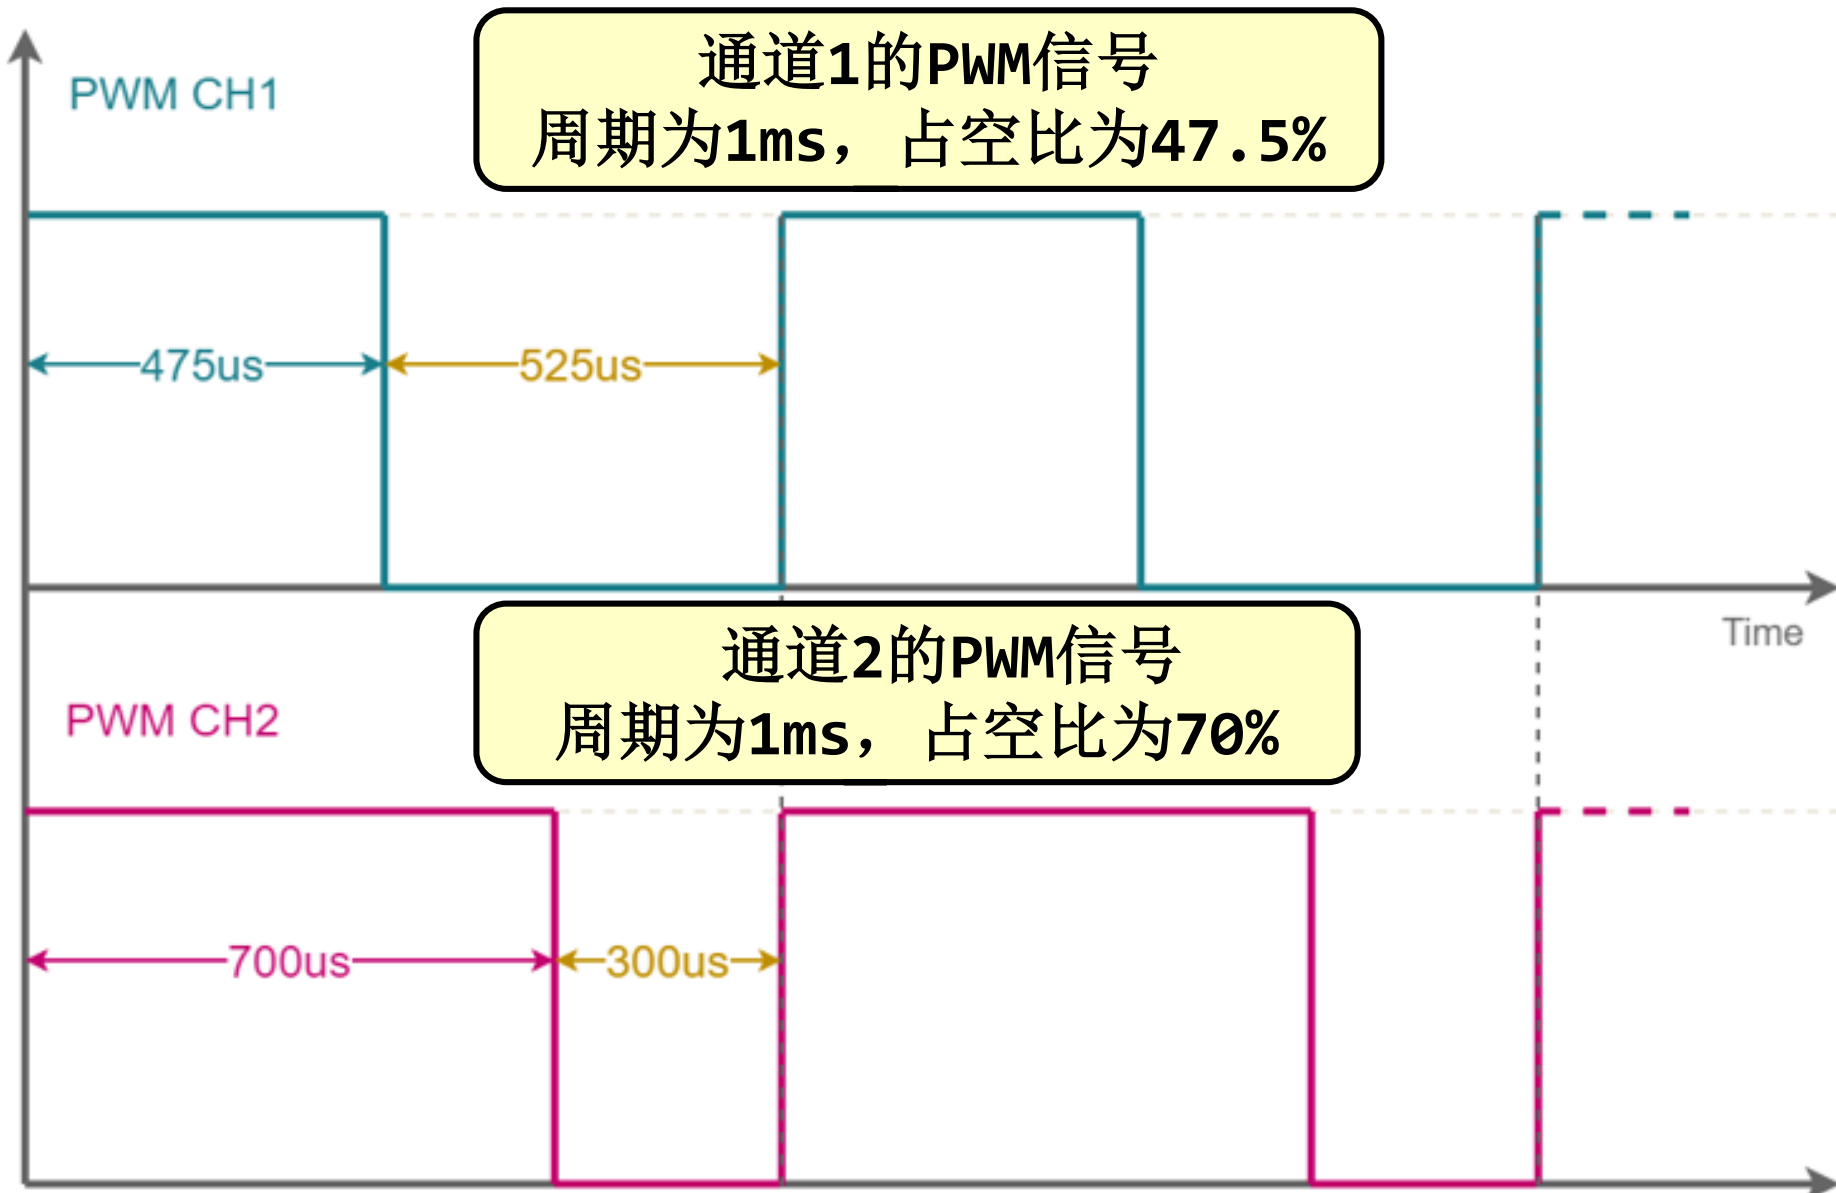 PWM CH1
通道1的PWM信号
周期为1ms，占空比为47.5%
475us
525us
Time
通道2的PWM信号
周期为1ms，占空比为70%
PWM CH2
700us
300us